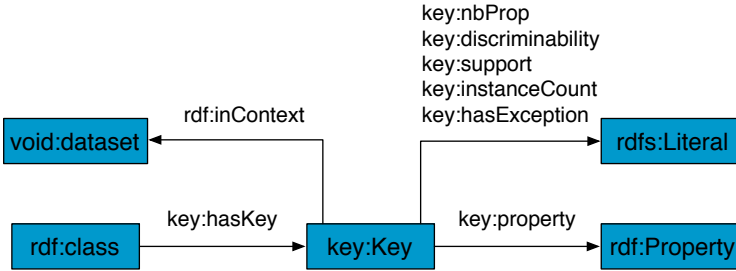 key:nbProp
key:discriminability
key:support
key:instanceCount
key:hasException
rdf:inContext
void:dataset
rdfs:Literal
key:hasKey
key:property
rdf:class
key:Key
rdf:Property